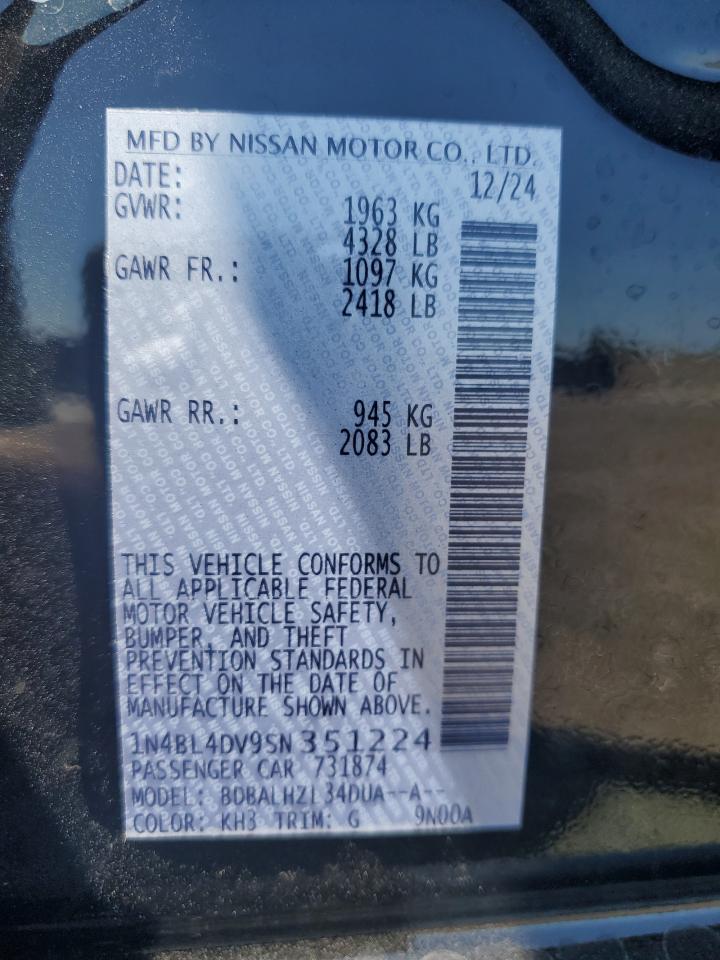 MFD BY NISSAN MOTOR CO., LTD.
DATE: 12/24
GVWR: 1963 KG
4328 LB
GAWR FR.: 1097 KG
2418 LB
GAWR RR.: 945 KG
2083 LB
THIS VEHICLE CONFORMS TO
ALL APPLICABLE FEDERAL
MOTOR VEHICLE SAFETY,
BUMPER, AND THEFT
PREVENTION STANDARDS IN
EFFECT ON THE DATE OF
MANUFACTURE SHOWN ABOVE.
1N4BL4DV9SN351224
PASSENGER CAR 731874
MODEL: BDBALHZL34DUA--A--
COLOR: KH3 TRIM: G 9N00A